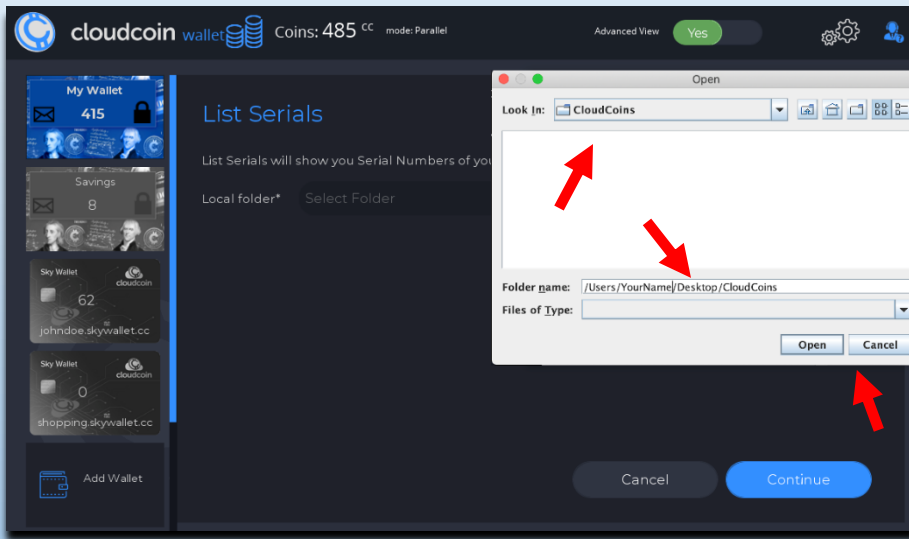 cloudcoin wallet Coins: 485 CC mode: Parallel Advanced View Yes
My Wallet
415
Savings
8
Sky Wallet
cloudcoin
62
johndoe.skywallet.cc
Sky Wallet
cloudcoin
0
shopping.skywallet.cc
Add Wallet
List Serials
List Serials will show you Serial Numbers of you
Local folder* Select Folder
Open
Look In: CloudCoins
Folder name: /Users/YourName/Desktop/CloudCoins
Files of Type:
Open Cancel
Cancel Continue